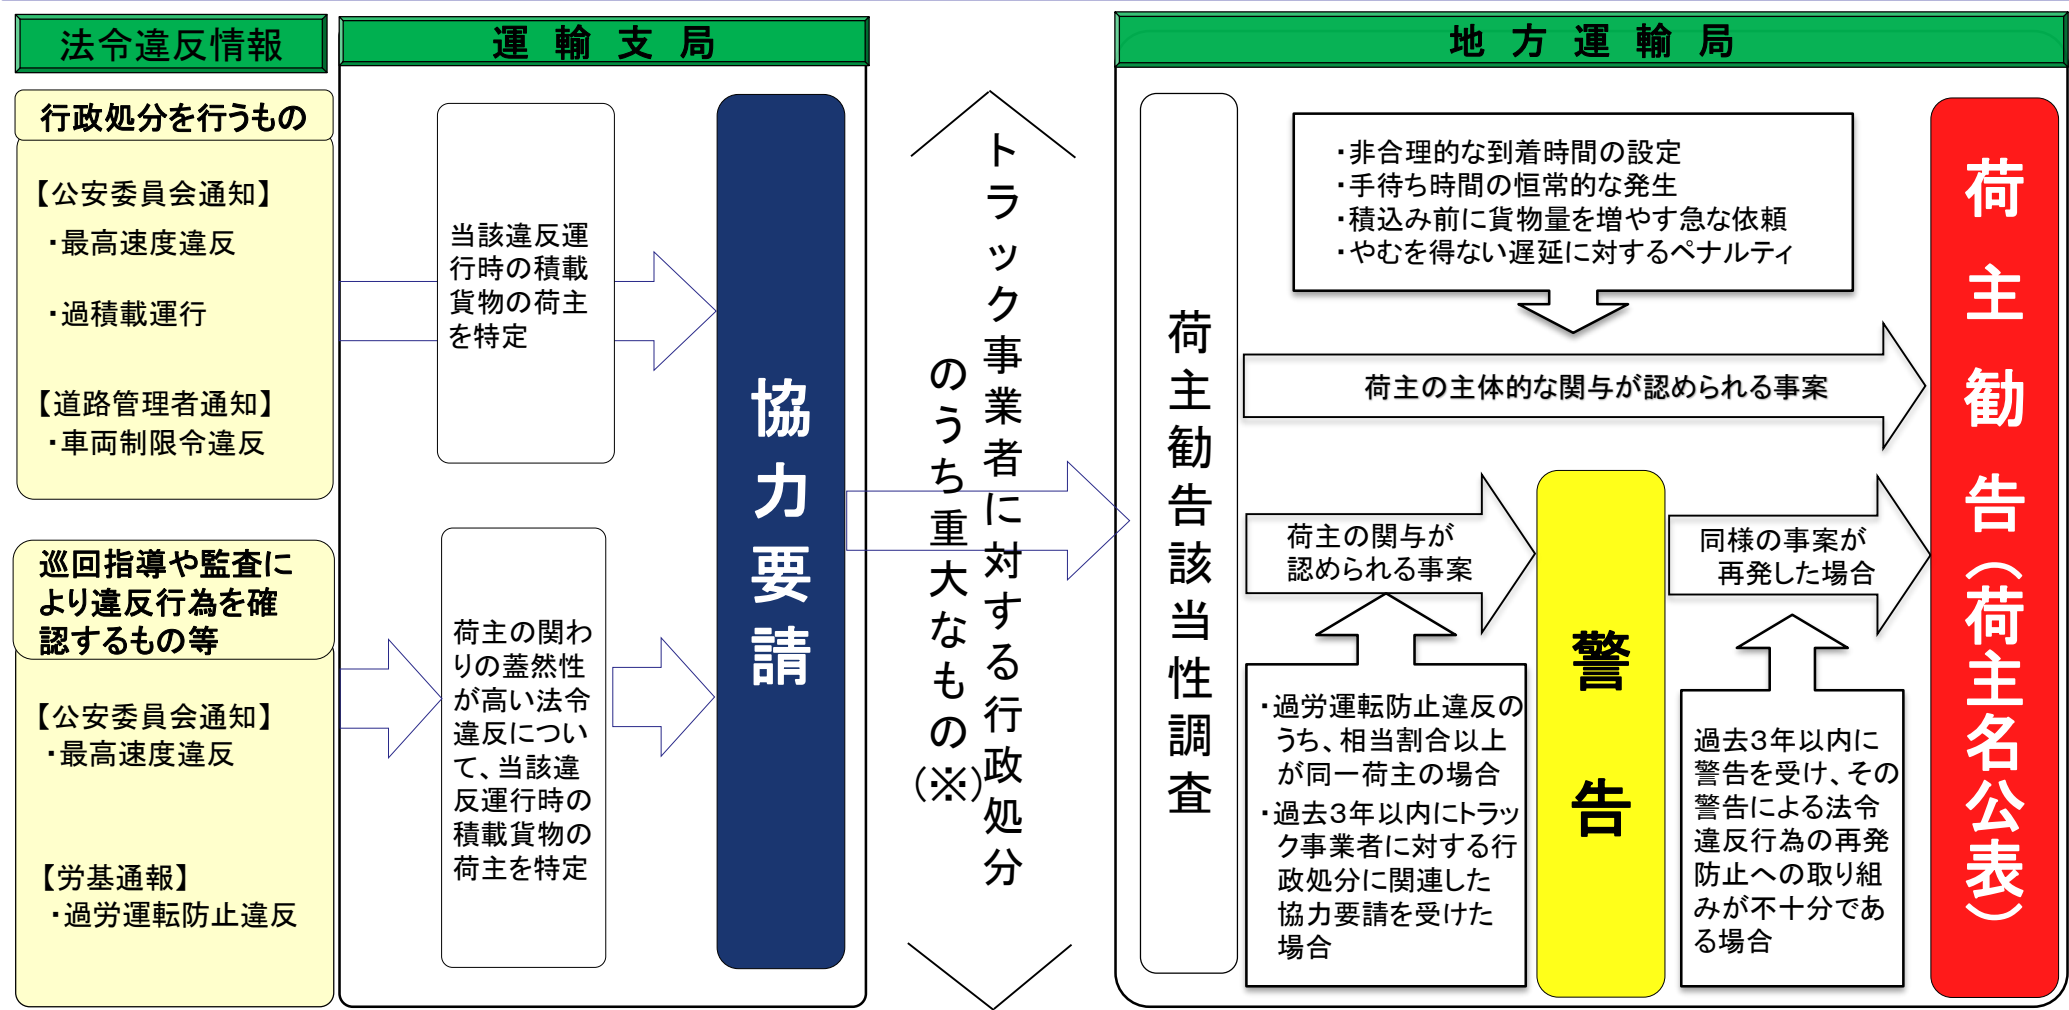 法令違反情報
行政処分を行うもの
【公安委員会通知】
・最高速度違反
・過積載運行
【道路管理者通知】
・車両制限令違反
巡回指導や監査に
より違反行為を確
認するもの等
【公安委員会通知】
・最高速度違反
【労基通報】
・過労運転防止違反
運輸支局
当該違反運
行時の積載
貨物の荷主
を特定
荷主の関わ
りの蓋然性
が高い法令
違反につい
て、当該違
反運行時の
積載貨物の
荷主を特定
協力要請
トラック事業者に対する行政処分
のうち重大なもの(※)
地方運輸局
荷主勧告該当性調査
・非合理的な到着時間の設定
・手待ち時間の恒常的な発生
・積込み前に貨物量を増やす急な依頼
・やむを得ない遅延に対するペナルティ
荷主の主体的な関与が認められる事案
荷主の関与が
認められる事案
・過労運転防止違反の
うち、相当割合以上
が同一荷主の場合
・過去3年以内にトラッ
ク事業者に対する行
政処分に関連した
協力要請を受けた
場合
警告
同様の事案が
再発した場合
過去3年以内に
警告を受け、その
警告による法令
違反行為の再発
防止への取り組
みが不十分であ
る場合
荷主勧告(荷主名公表)